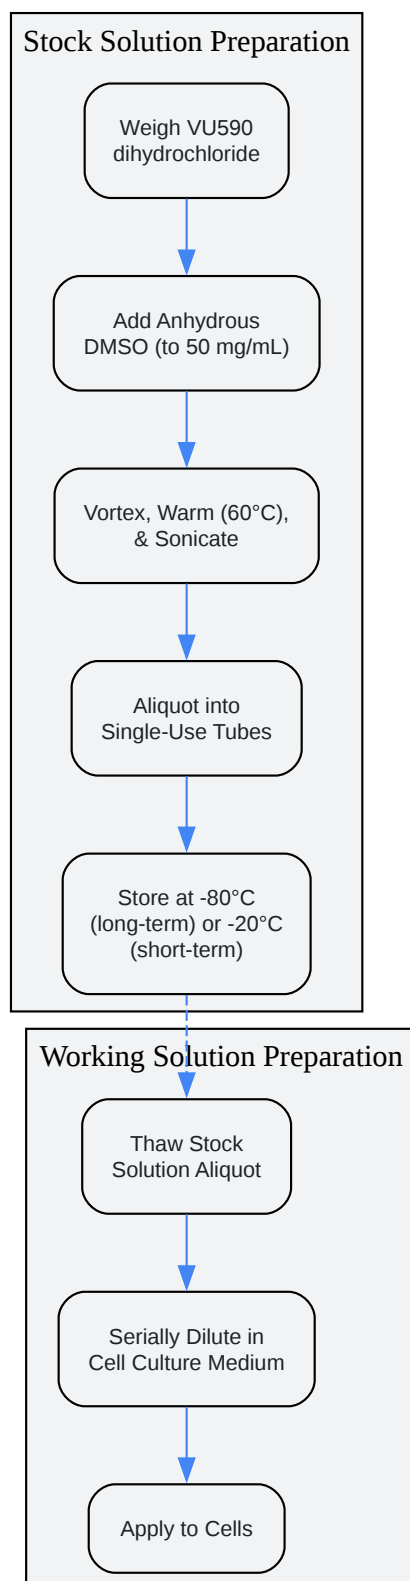 Stock Solution Preparation
Weigh VU590
dihydrochloride
Add Anhydrous
DMSO (to 50 mg/mL)
Vortex, Warm (60°C),
& Sonicate
Aliquot into
Single-Use Tubes
Store at -80°C
(long-term) or -20°C
(short-term)
Working Solution Preparation
Thaw Stock
Solution Aliquot
Serially Dilute in
Cell Culture Medium
Apply to Cells